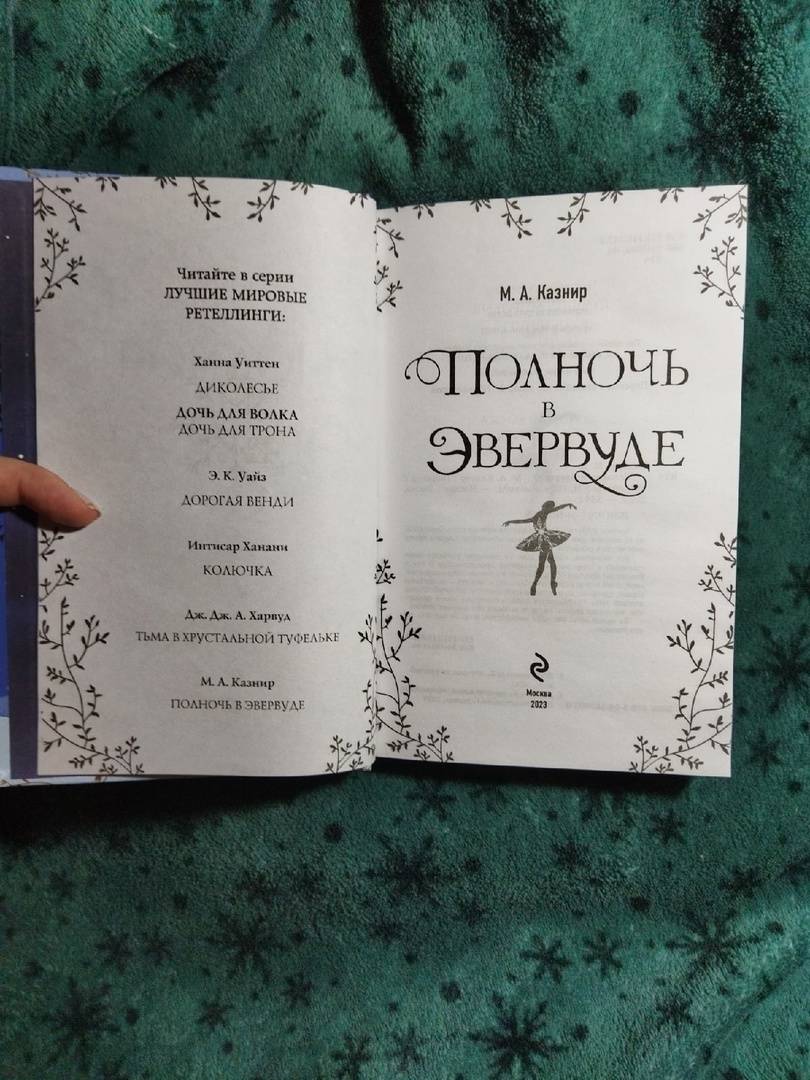 Читайте в серии
ЛУЧШИЕ МИРОВЫЕ
РЕТЕЛЛИНГИ:
Ханна Уиттен
ДИКОЛЕСЬЕ
ДОЧЬ ДЛЯ ВОЛКА
ДОЧЬ ДЛЯ ТРОНА
Э. К. Уайз
ДОРОГАЯ ВЕНДИ
Интисар Ханани
КОЛЮЧКА
Дж. Дж. А. Харвуд
ТЬМА В ХРУСТАЛЬНОЙ ТУФЕЛЬКЕ
М. А. Казнир
ПОЛНОЧЬ В ЭВЕРВУДЕ
М. А. Казнир
ПОЛНОЧЬ
В
ЭВЕРВУДЕ
Москва
2023